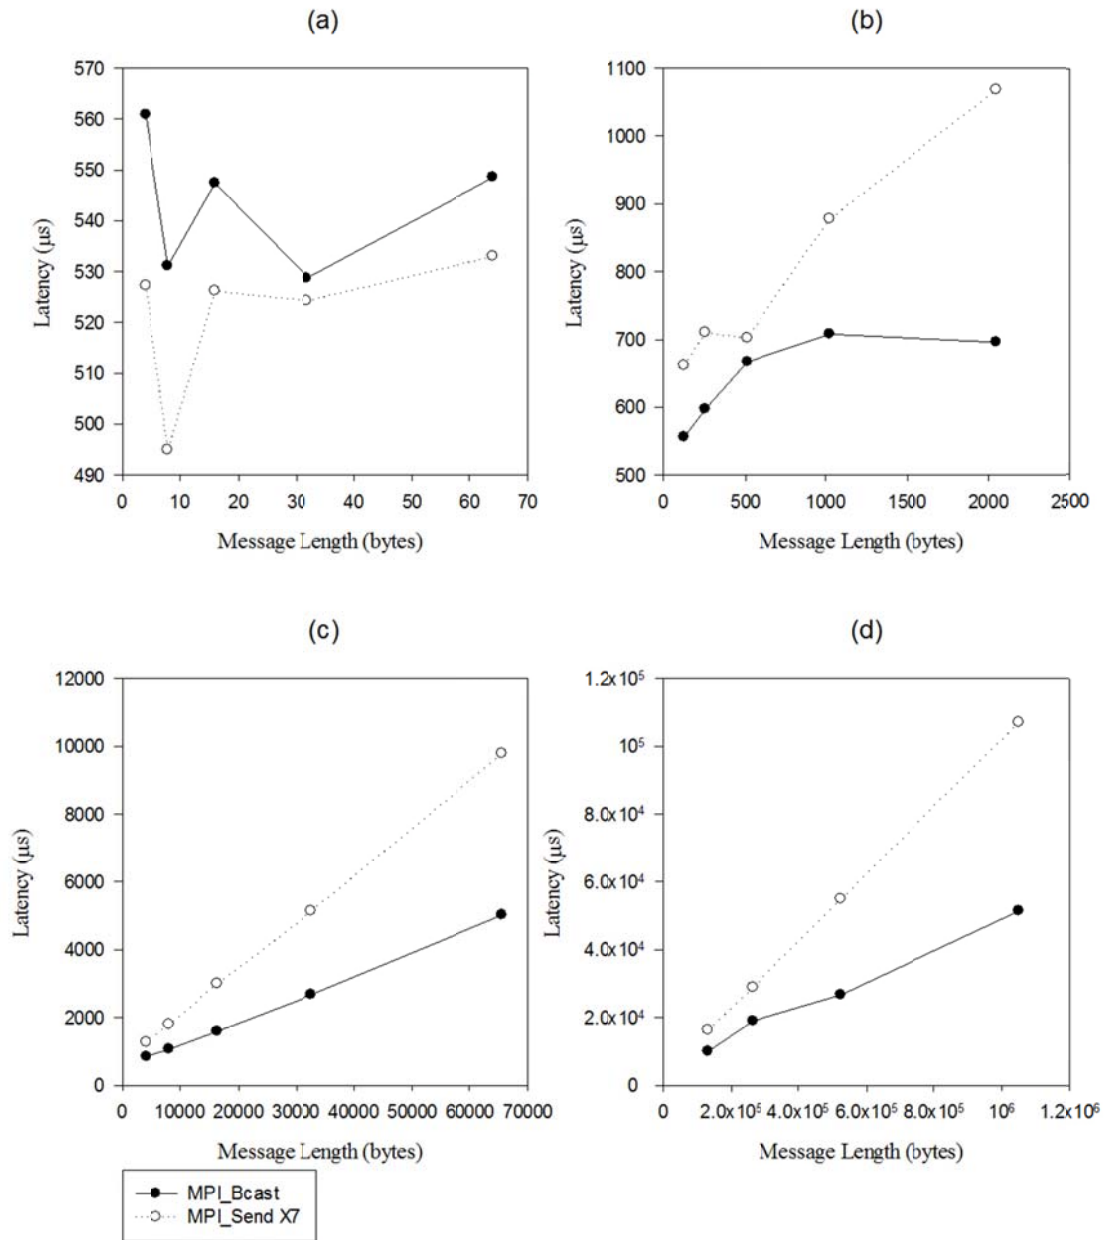 (a)
(b)
570
560
550
540
530
520
510
500
490
Latency (μs)
0 10 20 30 40 50 60 70
Message Length (bytes)
1100
1000
900
800
700
600
500
Latency (μs)
0 500 1000 1500 2000 2500
Message Length (bytes)
(c)
(d)
12000
10000
8000
6000
4000
2000
0
Latency (μs)
0 10000 20000 30000 40000 50000 60000 70000
Message Length (bytes)
1.2x10⁵
10⁵
8.0x10⁴
6.0x10⁴
4.0x10⁴
2.0x10⁴
0
Latency (μs)
0 2.0x10⁵ 4.0x10⁵ 6.0x10⁵ 8.0x10⁵ 10⁶ 1.2x10⁶
Message Length (bytes)
MPI_Bcast
MPI_Send X7